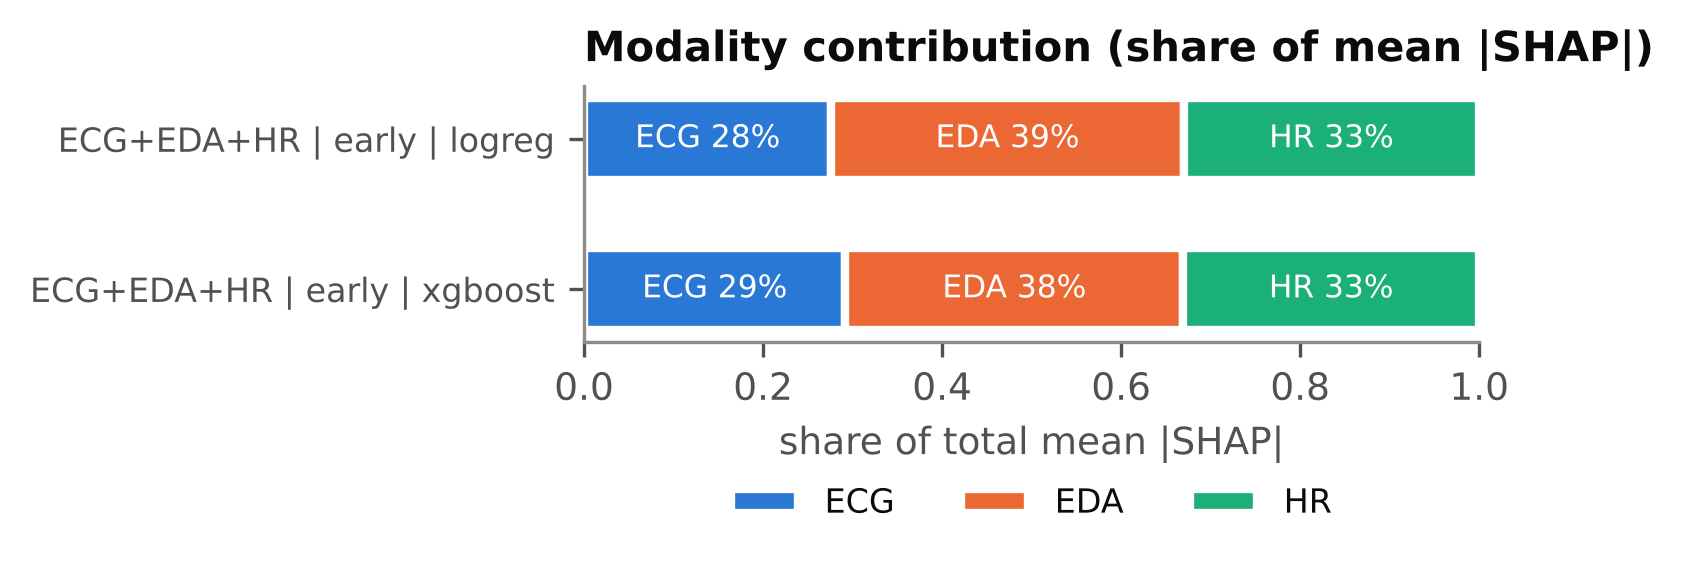 Modality contribution (share of mean |SHAP|)
ECG+EDA+HR | early | logreg
ECG 28% EDA 39% HR 33%
ECG+EDA+HR | early | xgboost
ECG 29% EDA 38% HR 33%
0.0 0.2 0.4 0.6 0.8 1.0
share of total mean |SHAP|
ECG EDA HR